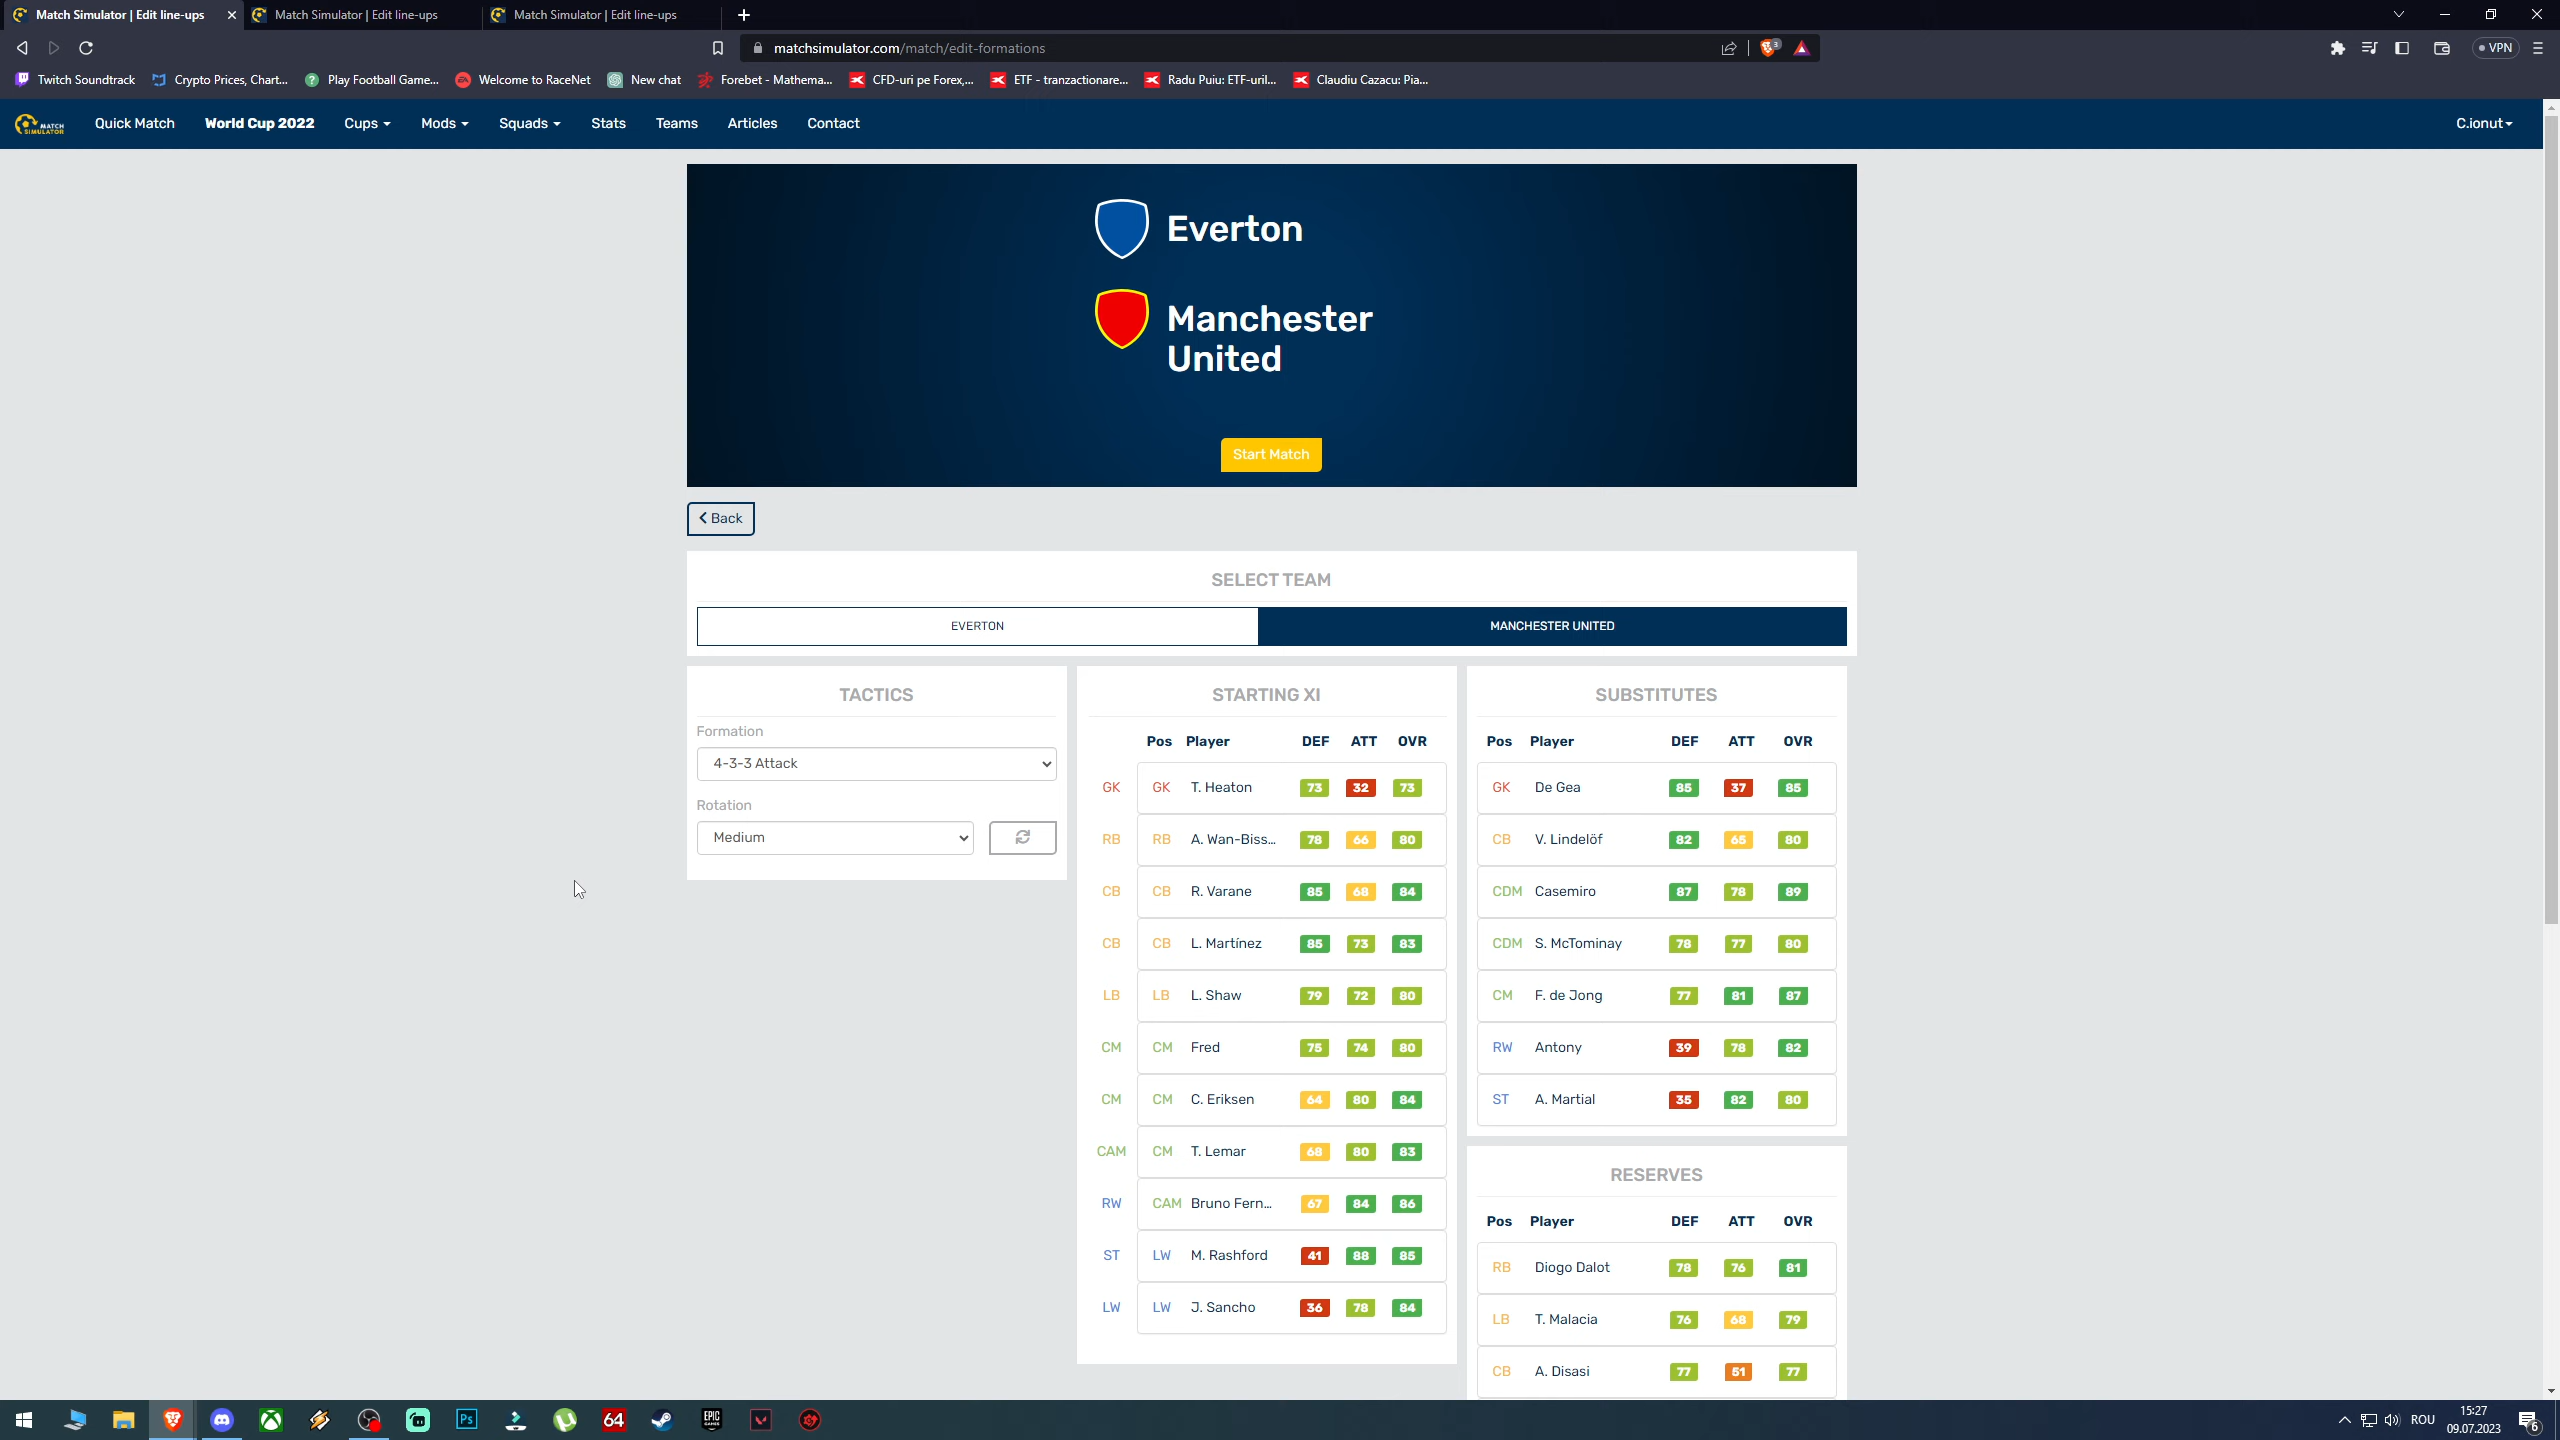 Match Simulator | Edit line-ups
Match Simulator | Edit line-ups
Match Simulator | Edit line-ups
matchsimulator.com/match/edit-formations
3
VPN
Twitch Soundtrack
Crypto Prices, Chart...
Play Football Game...
Welcome to RaceNet
New chat
Forebet - Mathema...
CFD-uri pe Forex,...
ETF - tranzactionare...
Radu Puiu: ETF-uril...
Claudiu Cazacu: Pia...
MATCH
SIMULATOR
Quick Match
World Cup 2022
Cups
Mods
Squads
Stats
Teams
Articles
Contact
C.ionut
Everton
Manchester
United
Start Match
Back
SELECT TEAM
EVERTON
MANCHESTER UNITED
TACTICS
Formation
4-3-3 Attack
Rotation
Medium
STARTING XI
Pos Player DEF ATT OVR
GK GK T. Heaton 73 32 73
RB RB A. Wan-Biss... 78 66 80
CB CB R. Varane 85 68 84
CB CB L. Martínez 85 73 83
LB LB L. Shaw 79 72 80
CM CM Fred 75 74 80
CM CM C. Eriksen 64 80 84
CAM CM T. Lemar 68 80 83
RW CAM Bruno Fern... 67 84 86
ST LW M. Rashford 41 88 85
LW LW J. Sancho 36 78 84
SUBSTITUTES
Pos Player DEF ATT OVR
GK De Gea 85 37 85
CB V. Lindelöf 82 65 80
CDM Casemiro 87 78 89
CDM S. McTominay 78 77 80
CM F. de Jong 77 81 87
RW Antony 39 78 82
ST A. Martial 35 82 80
RESERVES
Pos Player DEF ATT OVR
RB Diogo Dalot 78 76 81
LB T. Malacia 76 68 79
CB A. Disasi 77 51 77
Ps
64
EPIC
GAMES
ROU
15:27
09.07.2023
6